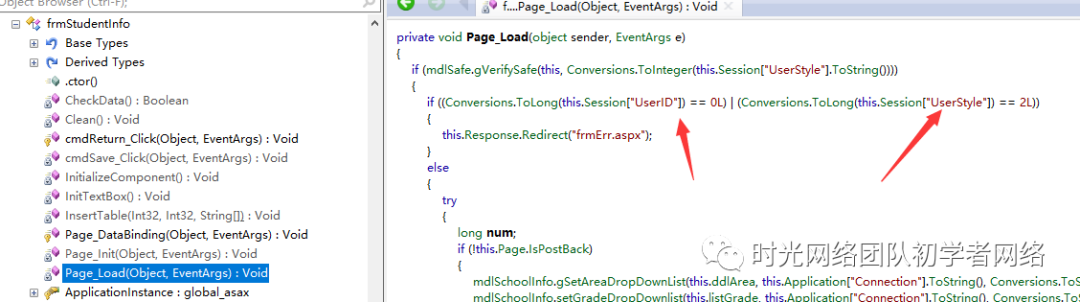 Object Browser (Ctrl+F);
frmStudentInfo
Base Types
Derived Types
.ctor()
CheckData() : Boolean
Clean() : Void
cmdReturn_Click(Object, EventArgs) : Void
cmdSave_Click(Object, EventArgs) : Void
InitializeComponent() : Void
InitTextBox() : Void
InsertTable(Int32, Int32, String[]) : Void
Page_DataBinding(Object, EventArgs) : Void
Page_Init(Object, EventArgs) : Void
Page_Load(Object, EventArgs) : Void
ApplicationInstance : global_asax
f....Page_Load(Object, EventArgs) : Void
private void Page_Load(object sender, EventArgs e)
{
if (mdlSafe.gVerifySafe(this, Conversions.ToInteger(this.Session["UserStyle"].ToString())))
{
if ((Conversions.ToLong(this.Session["UserID"]) == 0L) | (Conversions.ToLong(this.Session["UserStyle"]) == 2L))
{
this.Response.Redirect("frmErr.aspx");
}
else
{
try
{
long num;
if (!this.Page.IsPostBack)
{
mdlSchoolInfo.gSetAreaDropDownList(this.ddlArea, this.Application["Connection"].ToString(), Conversions.ToS
mdlSchoolInfo.setGradeDropDownlist(this.listGrade, this.Application["Connection"].ToString(), Conversions.To
时光网络团队初学者网络